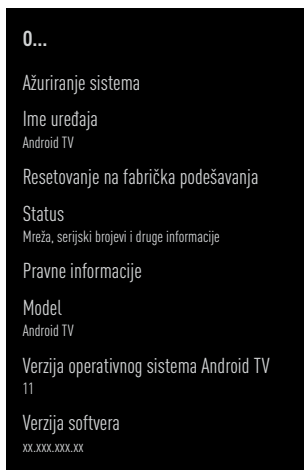 O...
Ažuriranje sistema
Ime uređaja
Android TV
Resetovanje na fabrička podešavanja
Status
Mreža, serijski brojevi i druge informacije
Pravne informacije
Model
Android TV
Verzija operativnog sistema Android TV
11
Verzija softvera
xx.xxx.xxx.xx